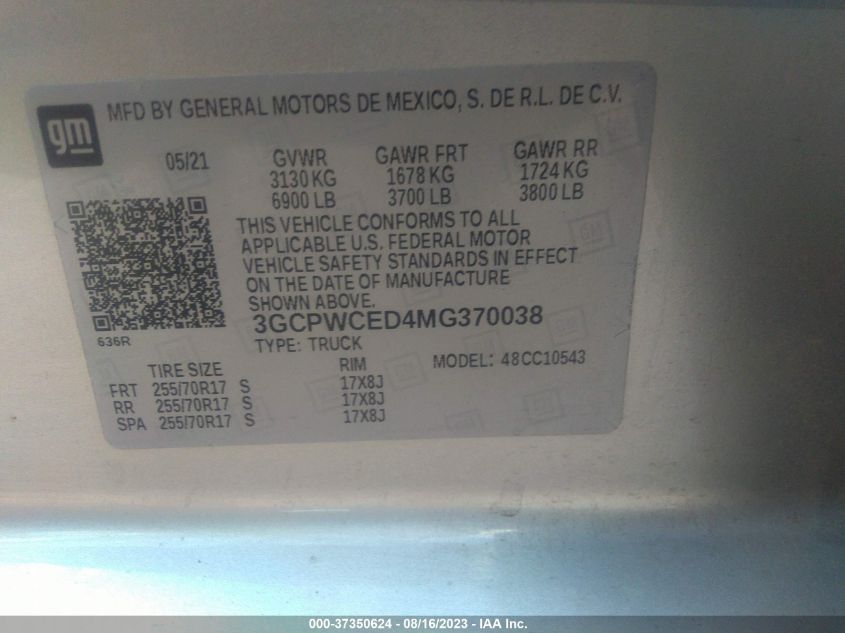 gm
MFD BY GENERAL MOTORS DE MEXICO, S. DE R.L. DE C.V.
05/21 GVWR GAWR FRT GAWR RR
3130 KG 1678 KG 1724 KG
6900 LB 3700 LB 3800 LB
THIS VEHICLE CONFORMS TO ALL
APPLICABLE U.S. FEDERAL MOTOR
VEHICLE SAFETY STANDARDS IN EFFECT
ON THE DATE OF MANUFACTURE
SHOWN ABOVE.
3GCPWCED4MG370038
636R
TYPE: TRUCK
MODEL: 48CC10543
TIRE SIZE RIM
FRT 255/70R17 S 17X8J
RR 255/70R17 S 17X8J
SPA 255/70R17 S 17X8J
000-37350624 - 08/16/2023 - IAA Inc.